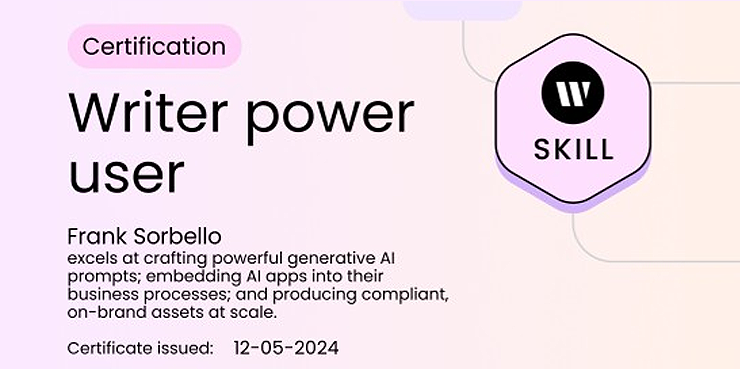 Certification
Writer power
user
SKILL
Frank Sorbello
excels at crafting powerful generative AI
prompts; embedding AI apps into their
business processes; and producing compliant,
on-brand assets at scale.
Certificate issued: 12-05-2024